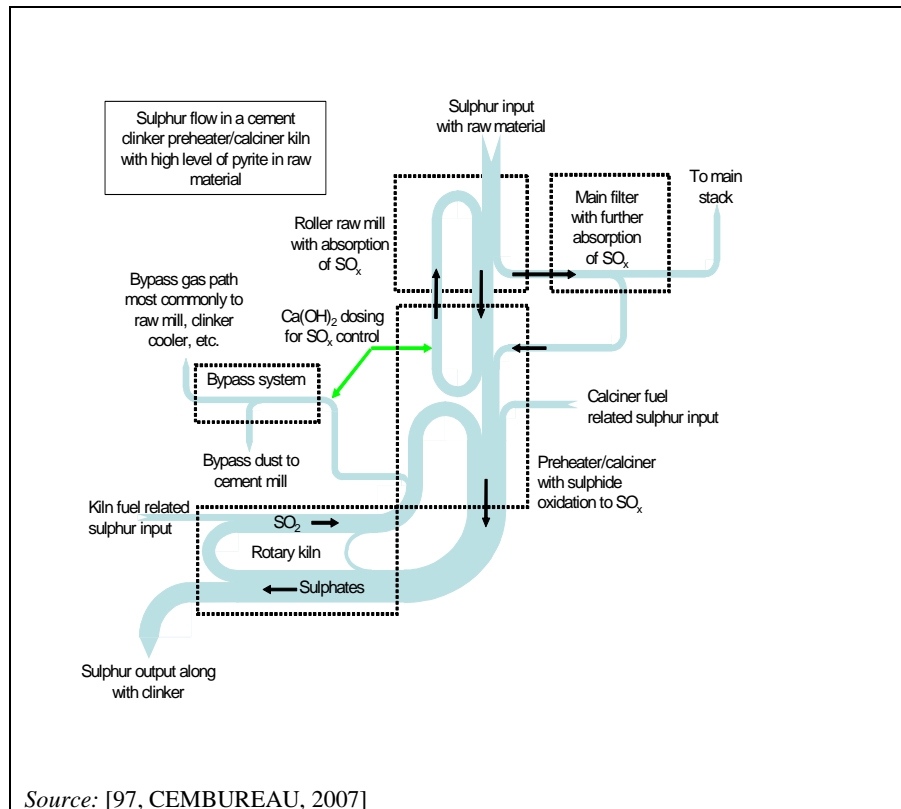 Sulphur flow in a cement
clinker preheater/calciner kiln
with high level of pyrite in raw
material
Sulphur input
with raw material
To main
stack
Main filter
with further
absorption
of SOx
Roller raw mill
with absorption
of SOx
Bypass gas path
most commonly to
raw mill, clinker
cooler, etc.
Ca(OH)2 dosing
for SOx control
Bypass system
Calciner fuel
related sulphur input
Bypass dust to
cement mill
Preheater/calciner
with sulphide
oxidation to SOx
Kiln fuel related
sulphur input
SO2
Rotary kiln
Sulphates
Sulphur output along
with clinker
Source: [97, CEMBUREAU, 2007]